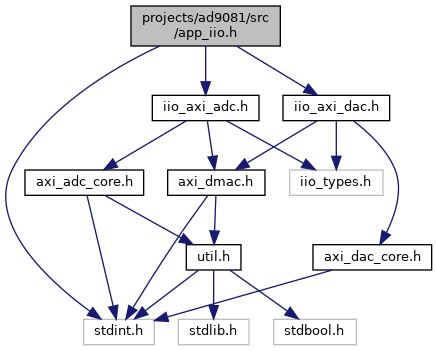 projects/ad9081/src
/app_iio.h
iio_axi_adc.h
iio_axi_dac.h
axi_adc_core.h
axi_dmac.h
iio_types.h
util.h
axi_dac_core.h
stdint.h
stdlib.h
stdbool.h